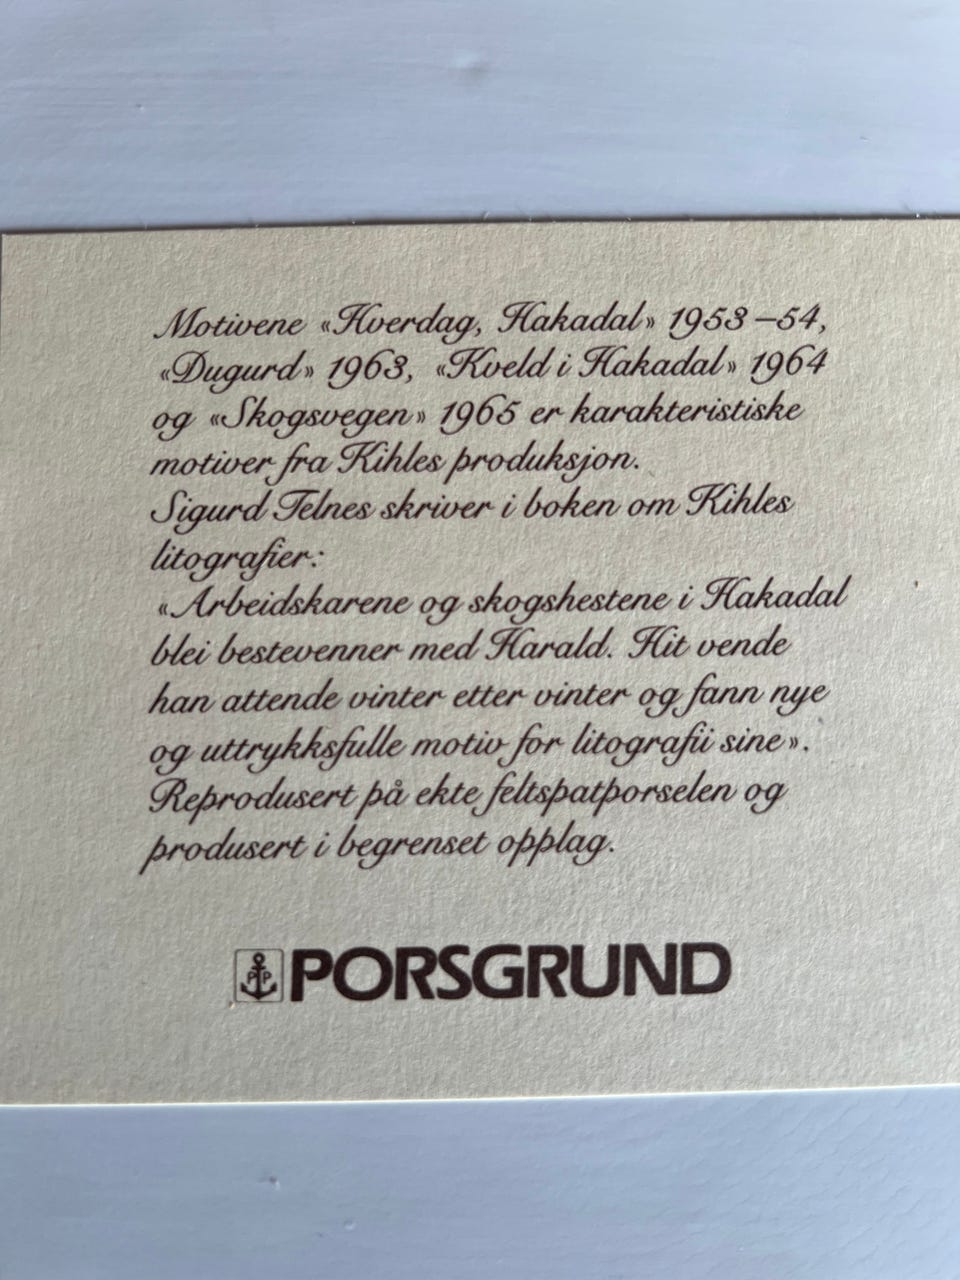 Motivene «Hverdag, Hakadal» 1953–54,
«Dugurd» 1963, «Kveld i Hakadal» 1964
og «Skogsvegen» 1965 er karakteristiske
motiver fra Kihles produksjon.
Sigurd Telnes skriver i boken om Kihles
litografier:
«Arbeidskarene og skogshestene i Hakadal
blei bestevenner med Harald. Hit vende
han attende vinter etter vinter og fann nye
og uttrykksfulle motiv for litografii sine».
Reprodusert på ekte feltspatporselen og
produsert i begrenset opplag.
PP PORSGRUND